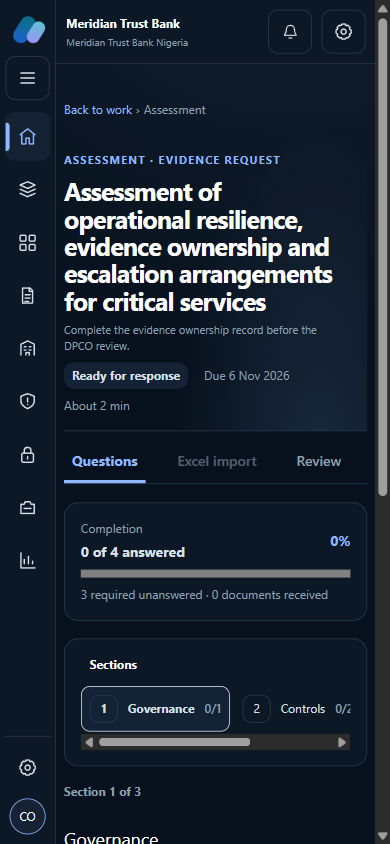 Meridian Trust Bank
Meridian Trust Bank Nigeria
Back to work › Assessment
ASSESSMENT · EVIDENCE REQUEST
Assessment of
operational resilience,
evidence ownership and
escalation arrangements
for critical services
Complete the evidence ownership record before the
DPCO review.
Ready for response Due 6 Nov 2026
About 2 min
Questions Excel import Review
Completion
0 of 4 answered 0%
3 required unanswered · 0 documents received
Sections
1 Governance 0/1 2 Controls 0/2
Section 1 of 3
Governance
CO